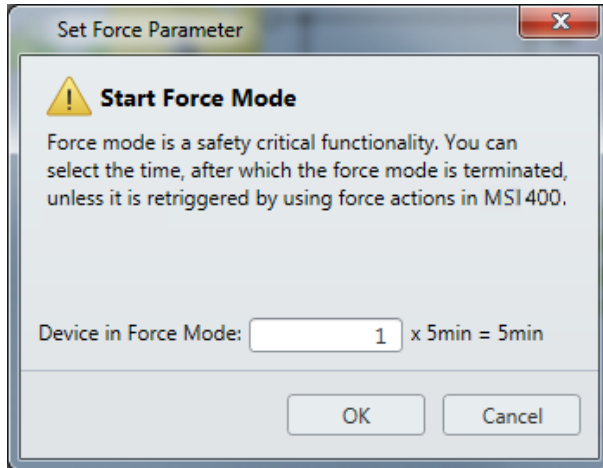 Set Force Parameter
Start Force Mode
Force mode is a safety critical functionality. You can
select the time, after which the force mode is terminated,
unless it is retriggered by using force actions in MSI 400.
Device in Force Mode: 1 x 5min = 5min
OK Cancel